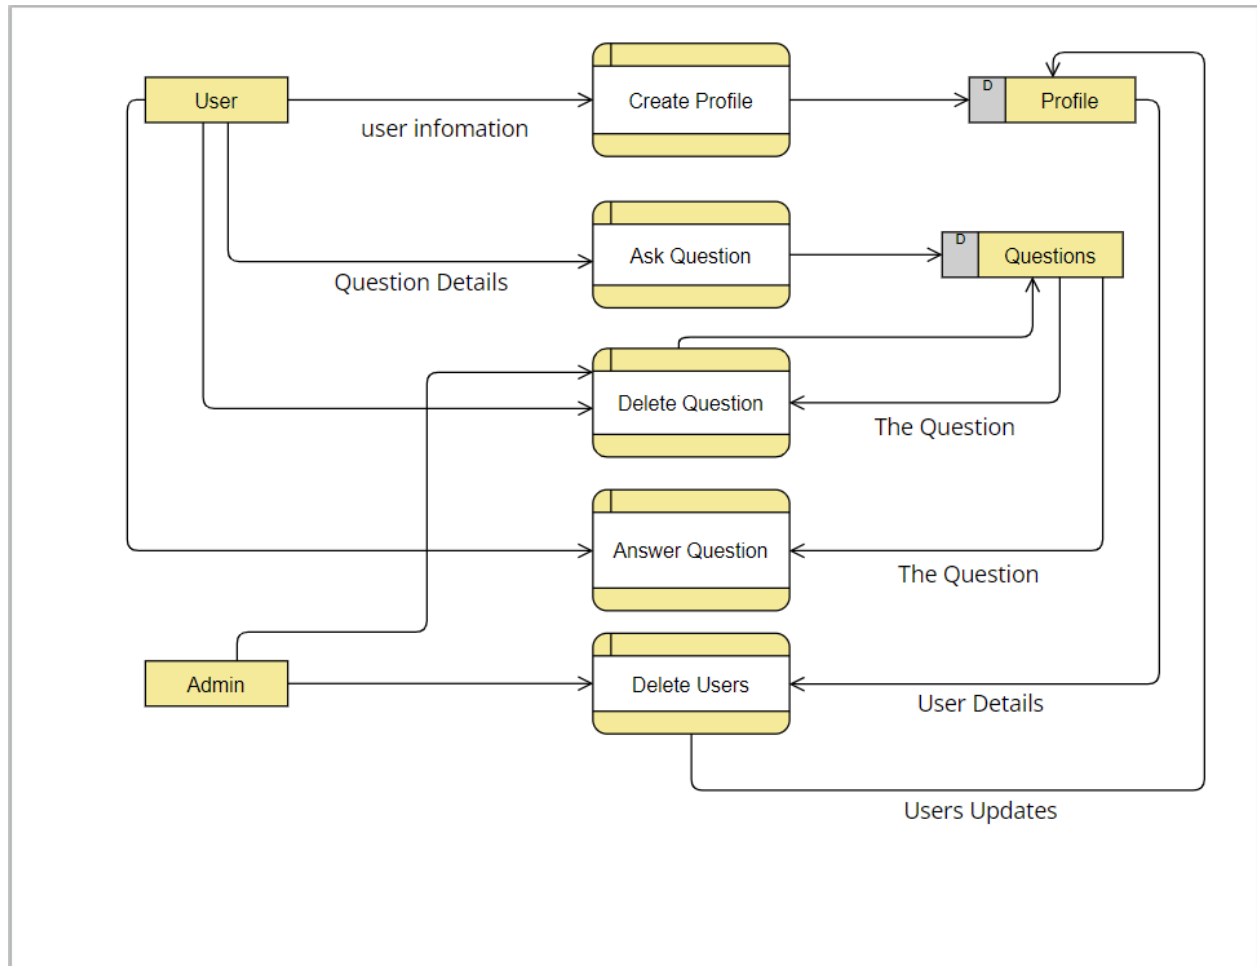 User
user infomation
Create Profile
D
Profile
Question Details
Ask Question
D
Questions
Delete Question
The Question
Answer Question
The Question
Admin
Delete Users
User Details
Users Updates